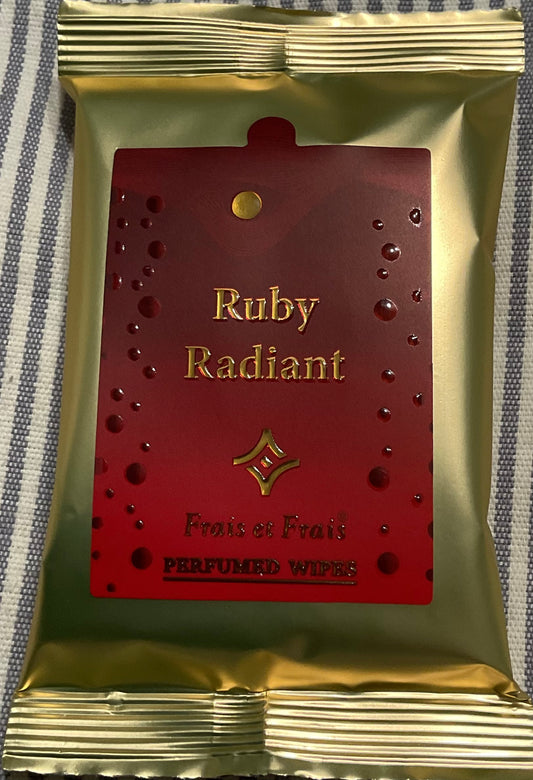 Ruby
Radiant
Frais et Frais®
PERFUMED WIPES